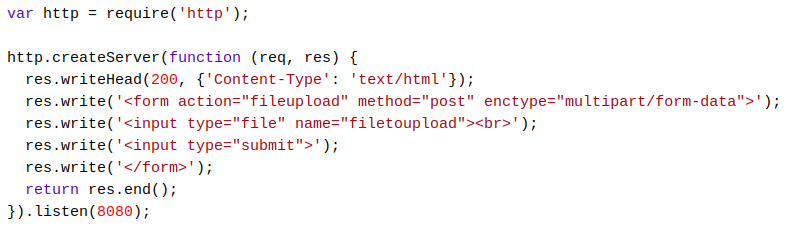 var http = require('http');

http.createServer(function (req, res) {
  res.writeHead(200, {'Content-Type': 'text/html'});
  res.write('<form action="fileupload" method="post" enctype="multipart/form-data">');
  res.write('<input type="file" name="filetoupload"><br>');
  res.write('<input type="submit">');
  res.write('</form>');
  return res.end();
}).listen(8080);